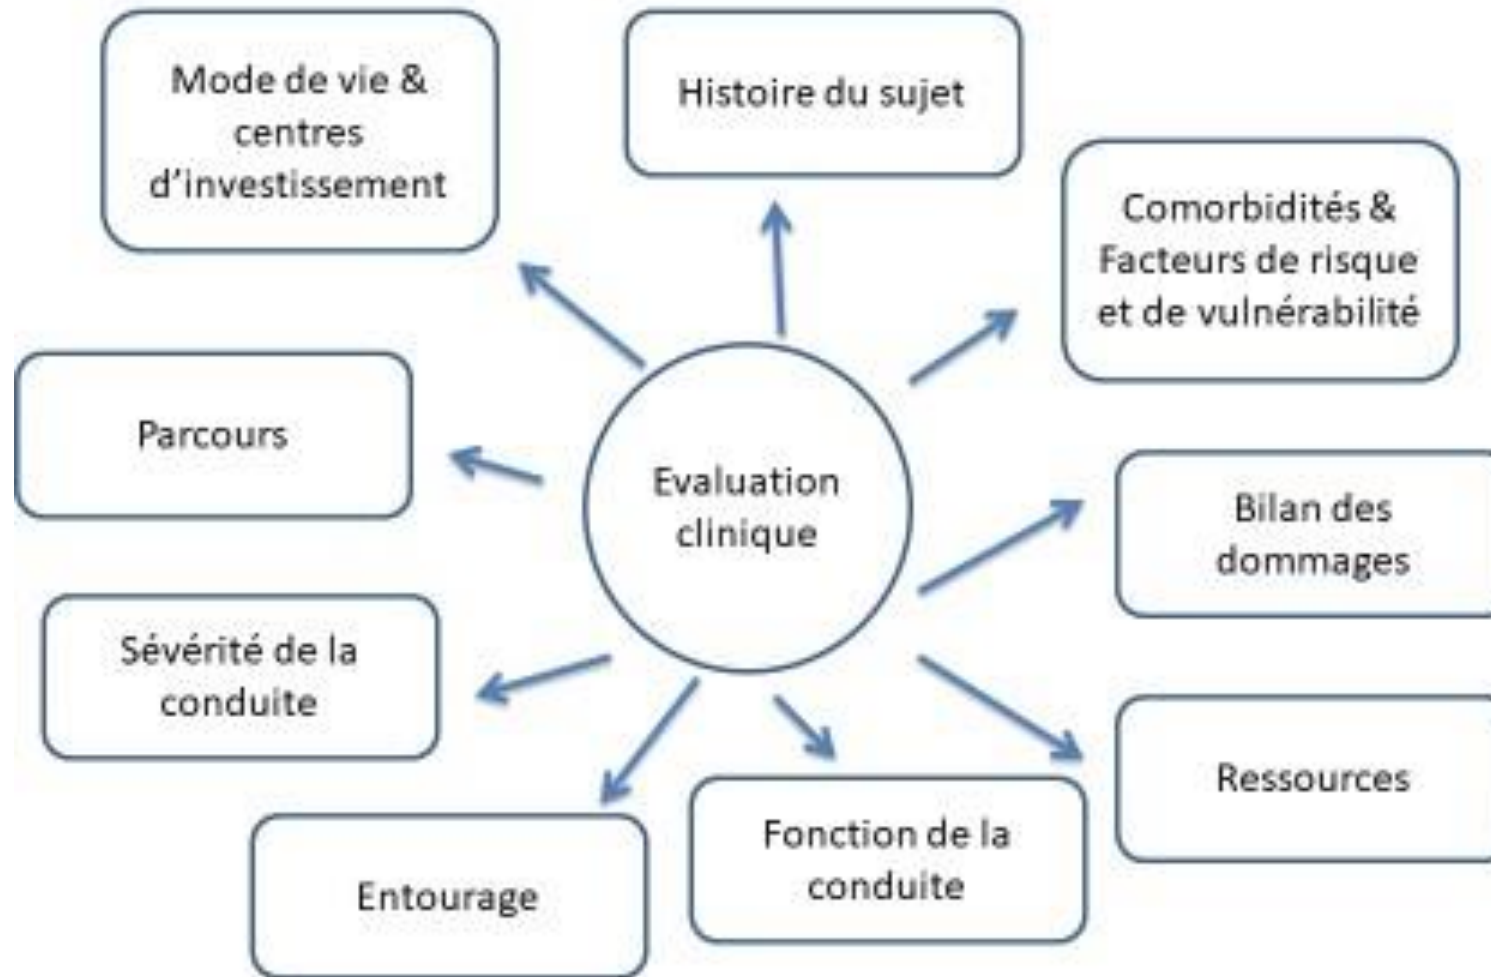 Mode de vie &
centres
d'investissement
Histoire du sujet
Comorbidités &
Facteurs de risque
et de vulnérabilité
Parcours
Evaluation
clinique
Bilan des
dommages
Sévérité de la
conduite
Ressources
Fonction de la
conduite
Entourage